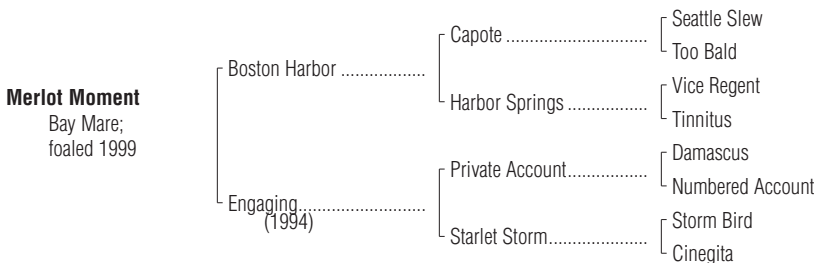 Seattle Slew
Capote ..............................
Too Bald
Boston Harbor ..................
Vice Regent
Harbor Springs .................
Tinnitus
Merlot Moment
Bay Mare;
foaled 1999
Damascus
Private Account.................
Numbered Account
Engaging...........................
(1994)
Storm Bird
Starlet Storm.....................
Cinegita